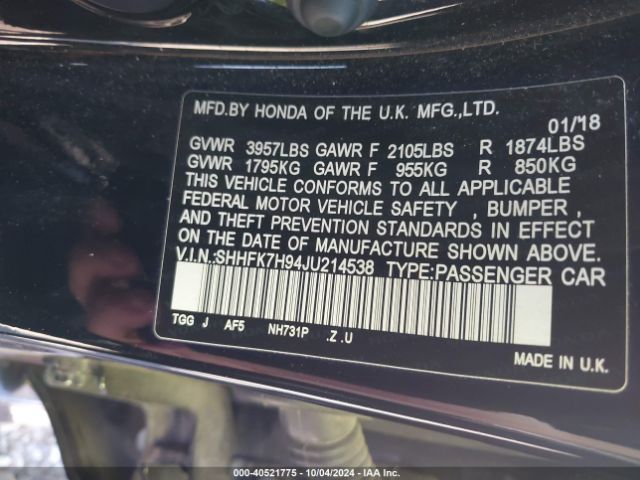 MFD.BY HONDA OF THE U.K. MFG.,LTD.
01/'18
GVWR 3957LBS GAWR F 2105LBS R 1874LBS
GVWR 1795KG GAWR F 955KG R 850KG
THIS VEHICLE CONFORMS TO ALL APPLICABLE
FEDERAL MOTOR VEHICLE SAFETY , BUMPER ,
AND THEFT PREVENTION STANDARDS IN EFFECT
ON THE DATE OF MANUFACTURE SHOWN ABOVE.
V.I.N.:SHHFK7H94JU214538 TYPE:PASSENGER CAR
TGG J AF5 NH731P .Z .U
MADE IN U.K.
000-40521775 - 10/04/2024 - IAA Inc.